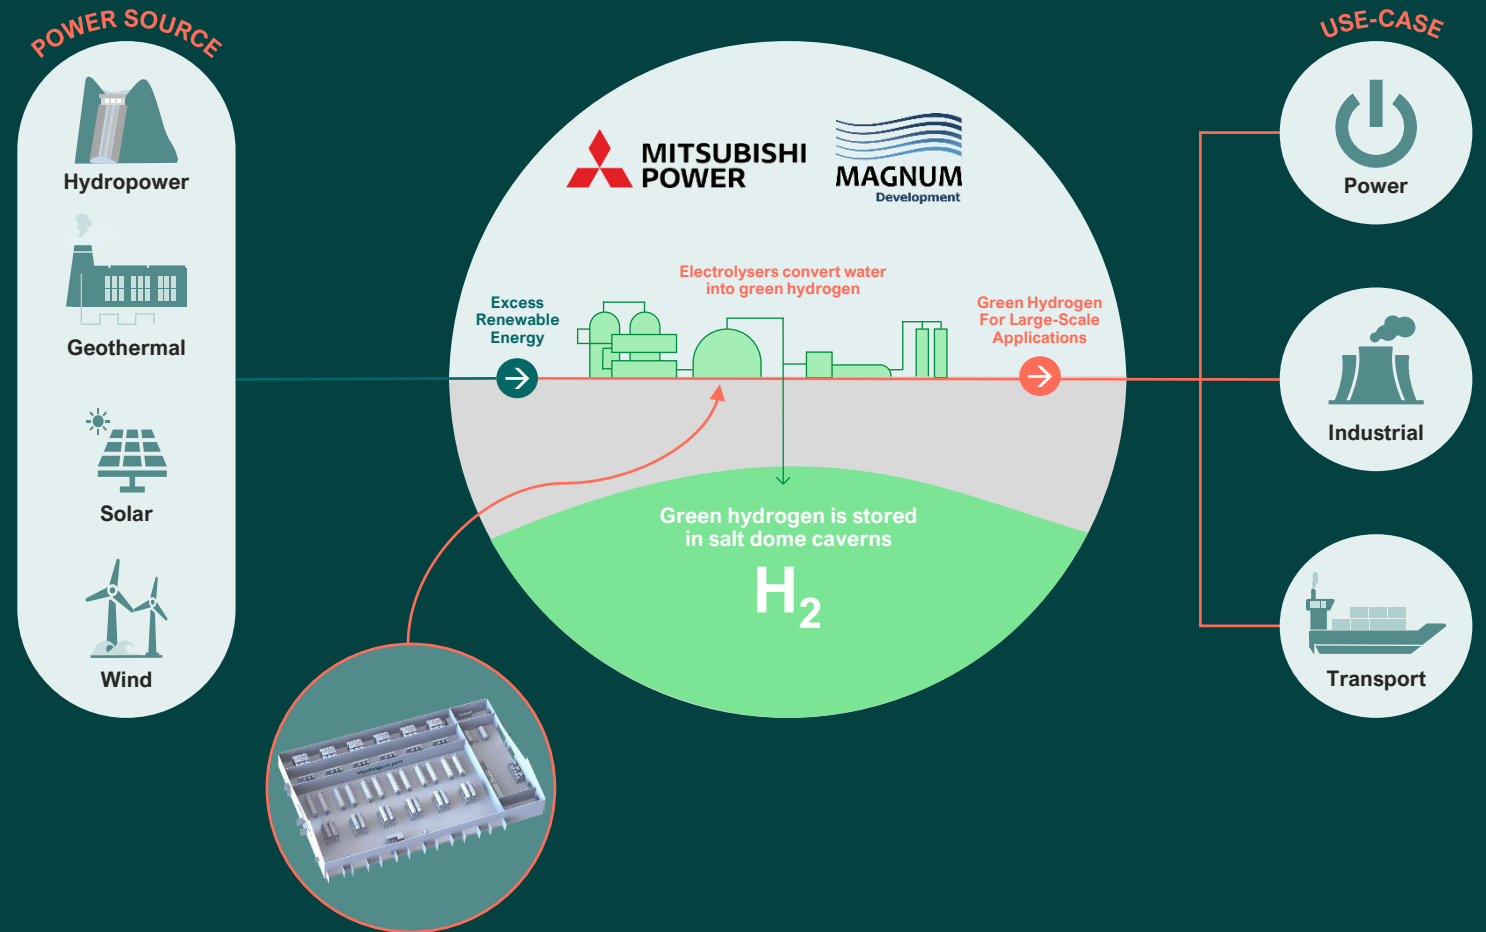 POWER SOURCE
Hydropower
Geothermal
Solar
Wind
MITSUBISHI
POWER
MAGNUM
Development
Excess
Renewable
Energy
Electrolysers convert water
into green hydrogen
Green Hydrogen
For Large-Scale
Applications
Green hydrogen is stored
in salt dome caverns
H₂
USE-CASE
Power
Industrial
Transport